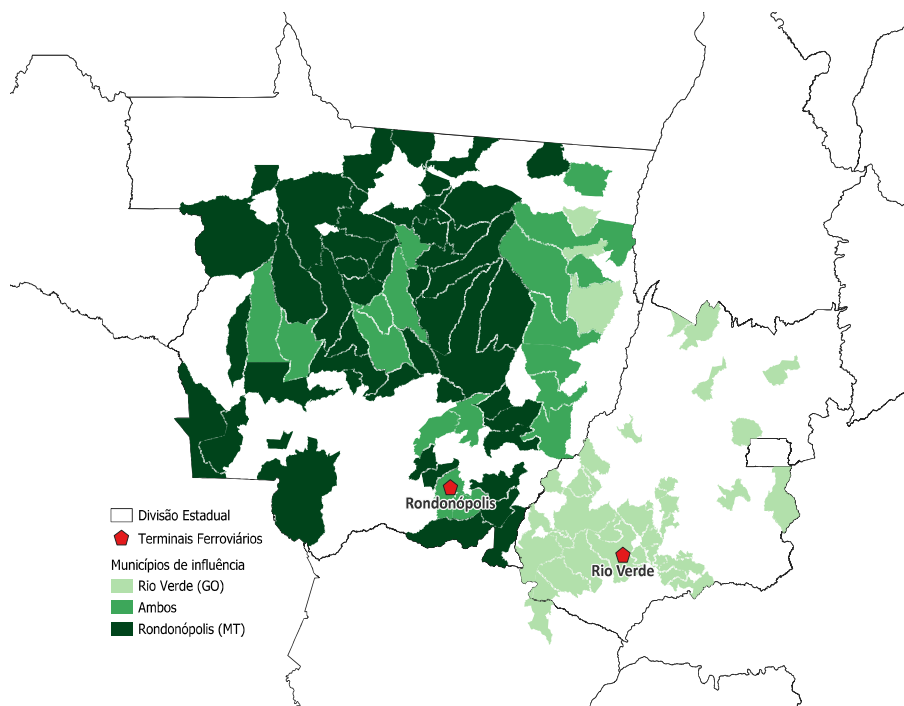 Rondonópolis
Rio Verde
Divisão Estadual
Terminais Ferroviários
Municípios de influência
Rio Verde (GO)
Ambos
Rondonópolis (MT)